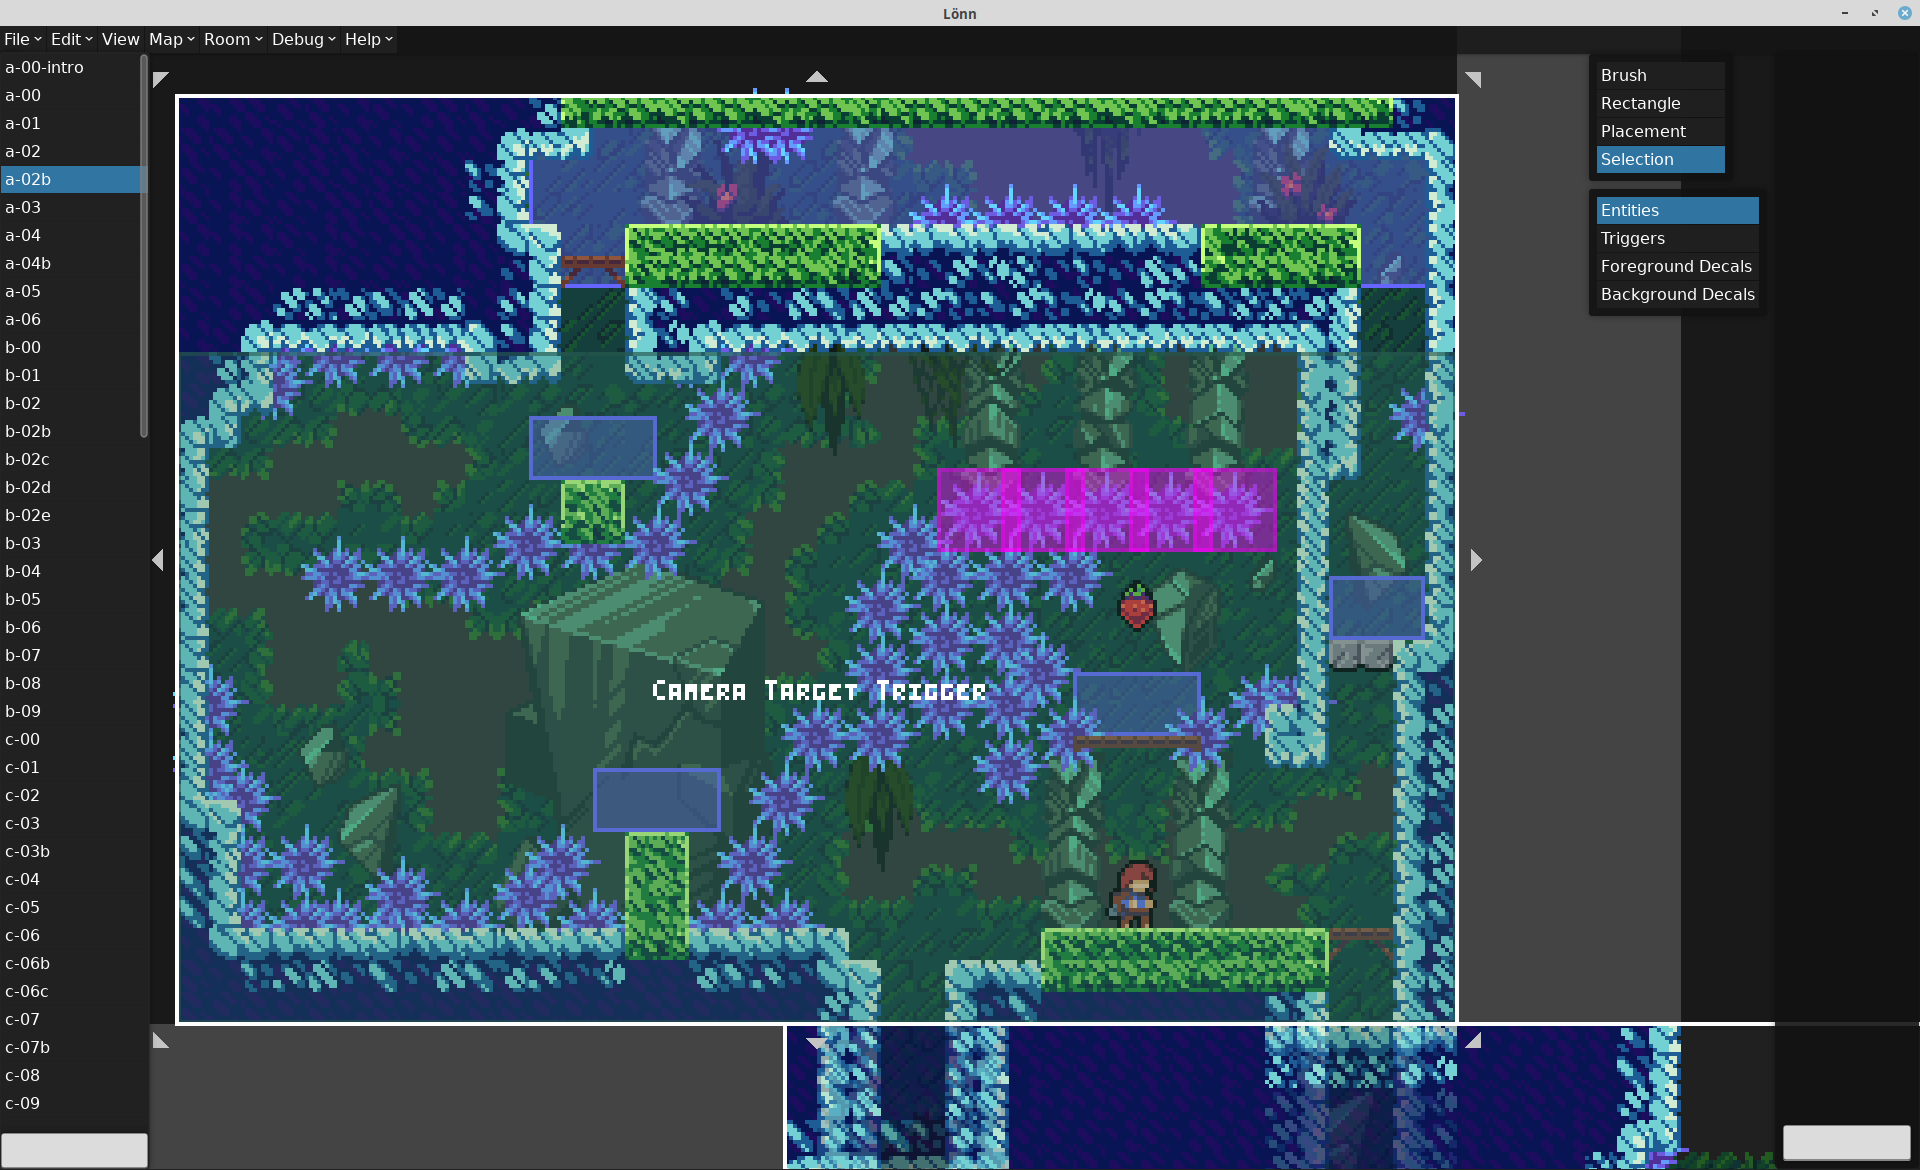 Lönn
File Edit View Map Room Debug Help
a-00-intro
a-00
a-01
a-02
a-02b
a-03
a-04
a-04b
a-05
a-06
b-00
b-01
b-02
b-02b
b-02c
b-02d
b-02e
b-03
b-04
b-05
b-06
b-07
b-08
b-09
c-00
c-01
c-02
c-03
c-03b
c-04
c-05
c-06
c-06b
c-06c
c-07
c-07b
c-08
c-09
Camera Target Trigger
Brush
Rectangle
Placement
Selection
Entities
Triggers
Foreground Decals
Background Decals